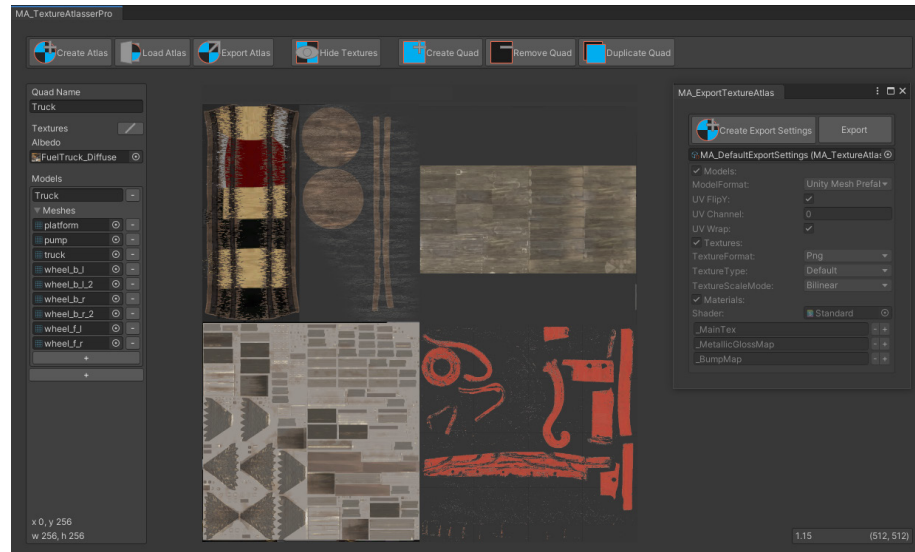 MA_TextureAtlasserPro
Create Atlas
Load Atlas
Export Atlas
Hide Textures
Create Quad
Remove Quad
Duplicate Quad
Quad Name
Truck
Textures
Albedo
FuelTruck_Diffuse
Models
Truck
-
Meshes
platform
-
pump
-
truck
-
wheel_b_l
-
wheel_b_l_2
-
wheel_b_r
-
wheel_b_r_2
-
wheel_f_l
-
wheel_f_r
-
+
+
x 0, y 256
w 256, h 256
MA_ExportTextureAtlas
Create Export Settings
Export
MA_DefaultExportSettings (MA_TextureAtlas
Models:
ModelFormat: Unity Mesh Prefal
UV FlipY:
UV Channel: 0
UV Wrap:
Textures:
TextureFormat: Png
TextureType: Default
TextureScaleMode: Bilinear
Materials:
Shader: Standard
_MainTex - +
_MetallicGlossMap - +
_BumpMap - +
1.15 (512, 512)